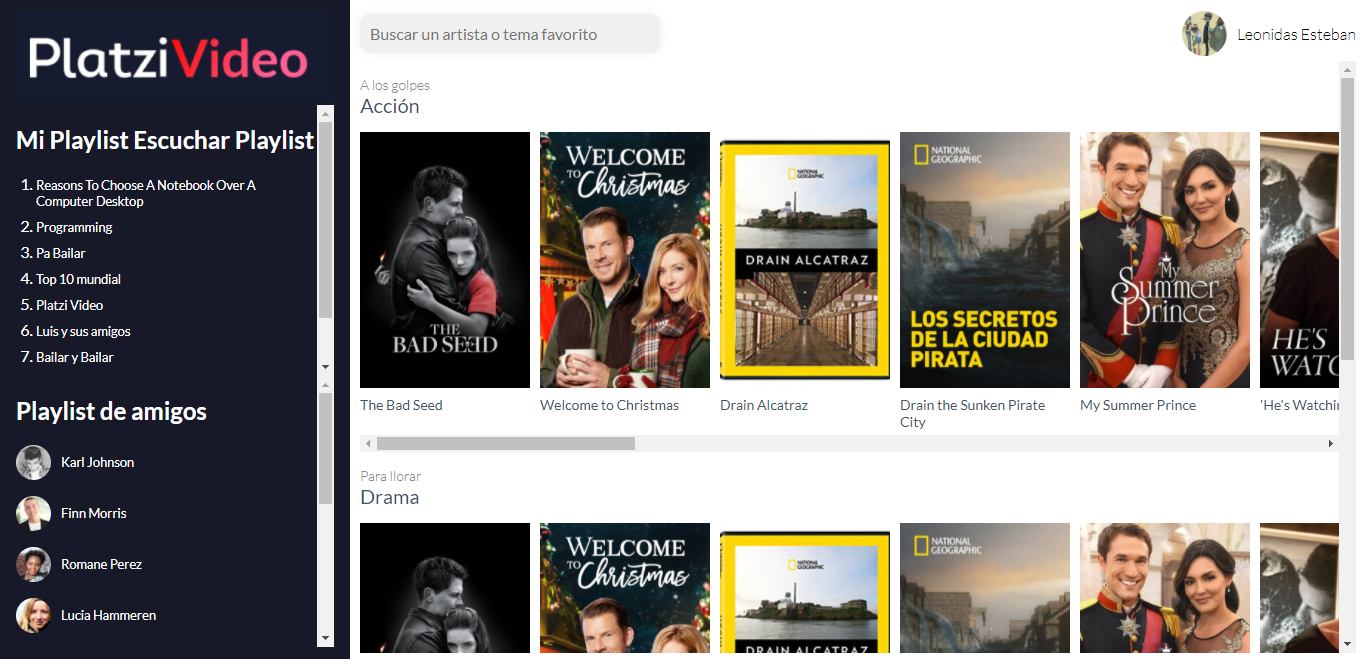 PlatziVideo
Mi Playlist Escuchar Playlist
1. Reasons To Choose A Notebook Over A
Computer Desktop
2. Programming
3. Pa Bailar
4. Top 10 mundial
5. Platzi Video
6. Luis y sus amigos
7. Bailar y Bailar
Playlist de amigos
Karl Johnson
Finn Morris
Romane Perez
Lucia Hammeren
Buscar un artista o tema favorito
Leonidas Esteban
A los golpes
Acción
THE
BAD SEED
WELCOME
TO Christmas
NATIONAL
GEOGRAPHIC
DRAIN ALCATRAZ
NATIONAL
GEOGRAPHIC
LOS SECRETOS
DE LA CIUDAD
PIRATA
My
Summer
Prince
HE'S
WATC
The Bad Seed
Welcome to Christmas
Drain Alcatraz
Drain the Sunken Pirate
City
My Summer Prince
'He's Watchin
Para llorar
Drama
WELCOME
TO Christmas
NATIONAL
GEOGRAPHIC
DRAIN ALCATRAZ
NATIONAL
GEOGRAPHIC